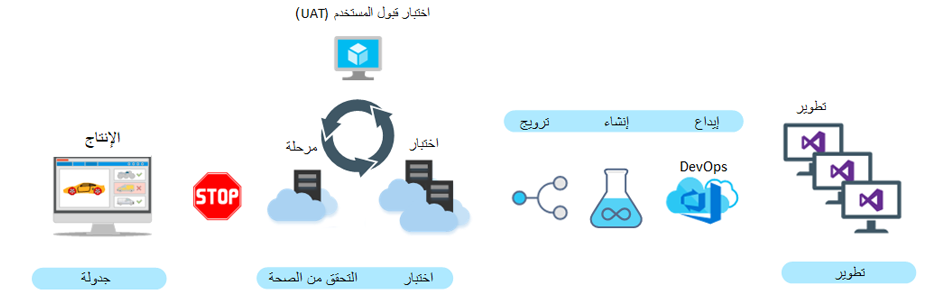 اختبار قبول المستخدم (UAT)
تطوير
إيداع
إنشاء
ترويج
DevOps
اختبار
مرحلة
STOP
الإنتاج
تطوير
اختبار
التحقق من الصحة
جدولة